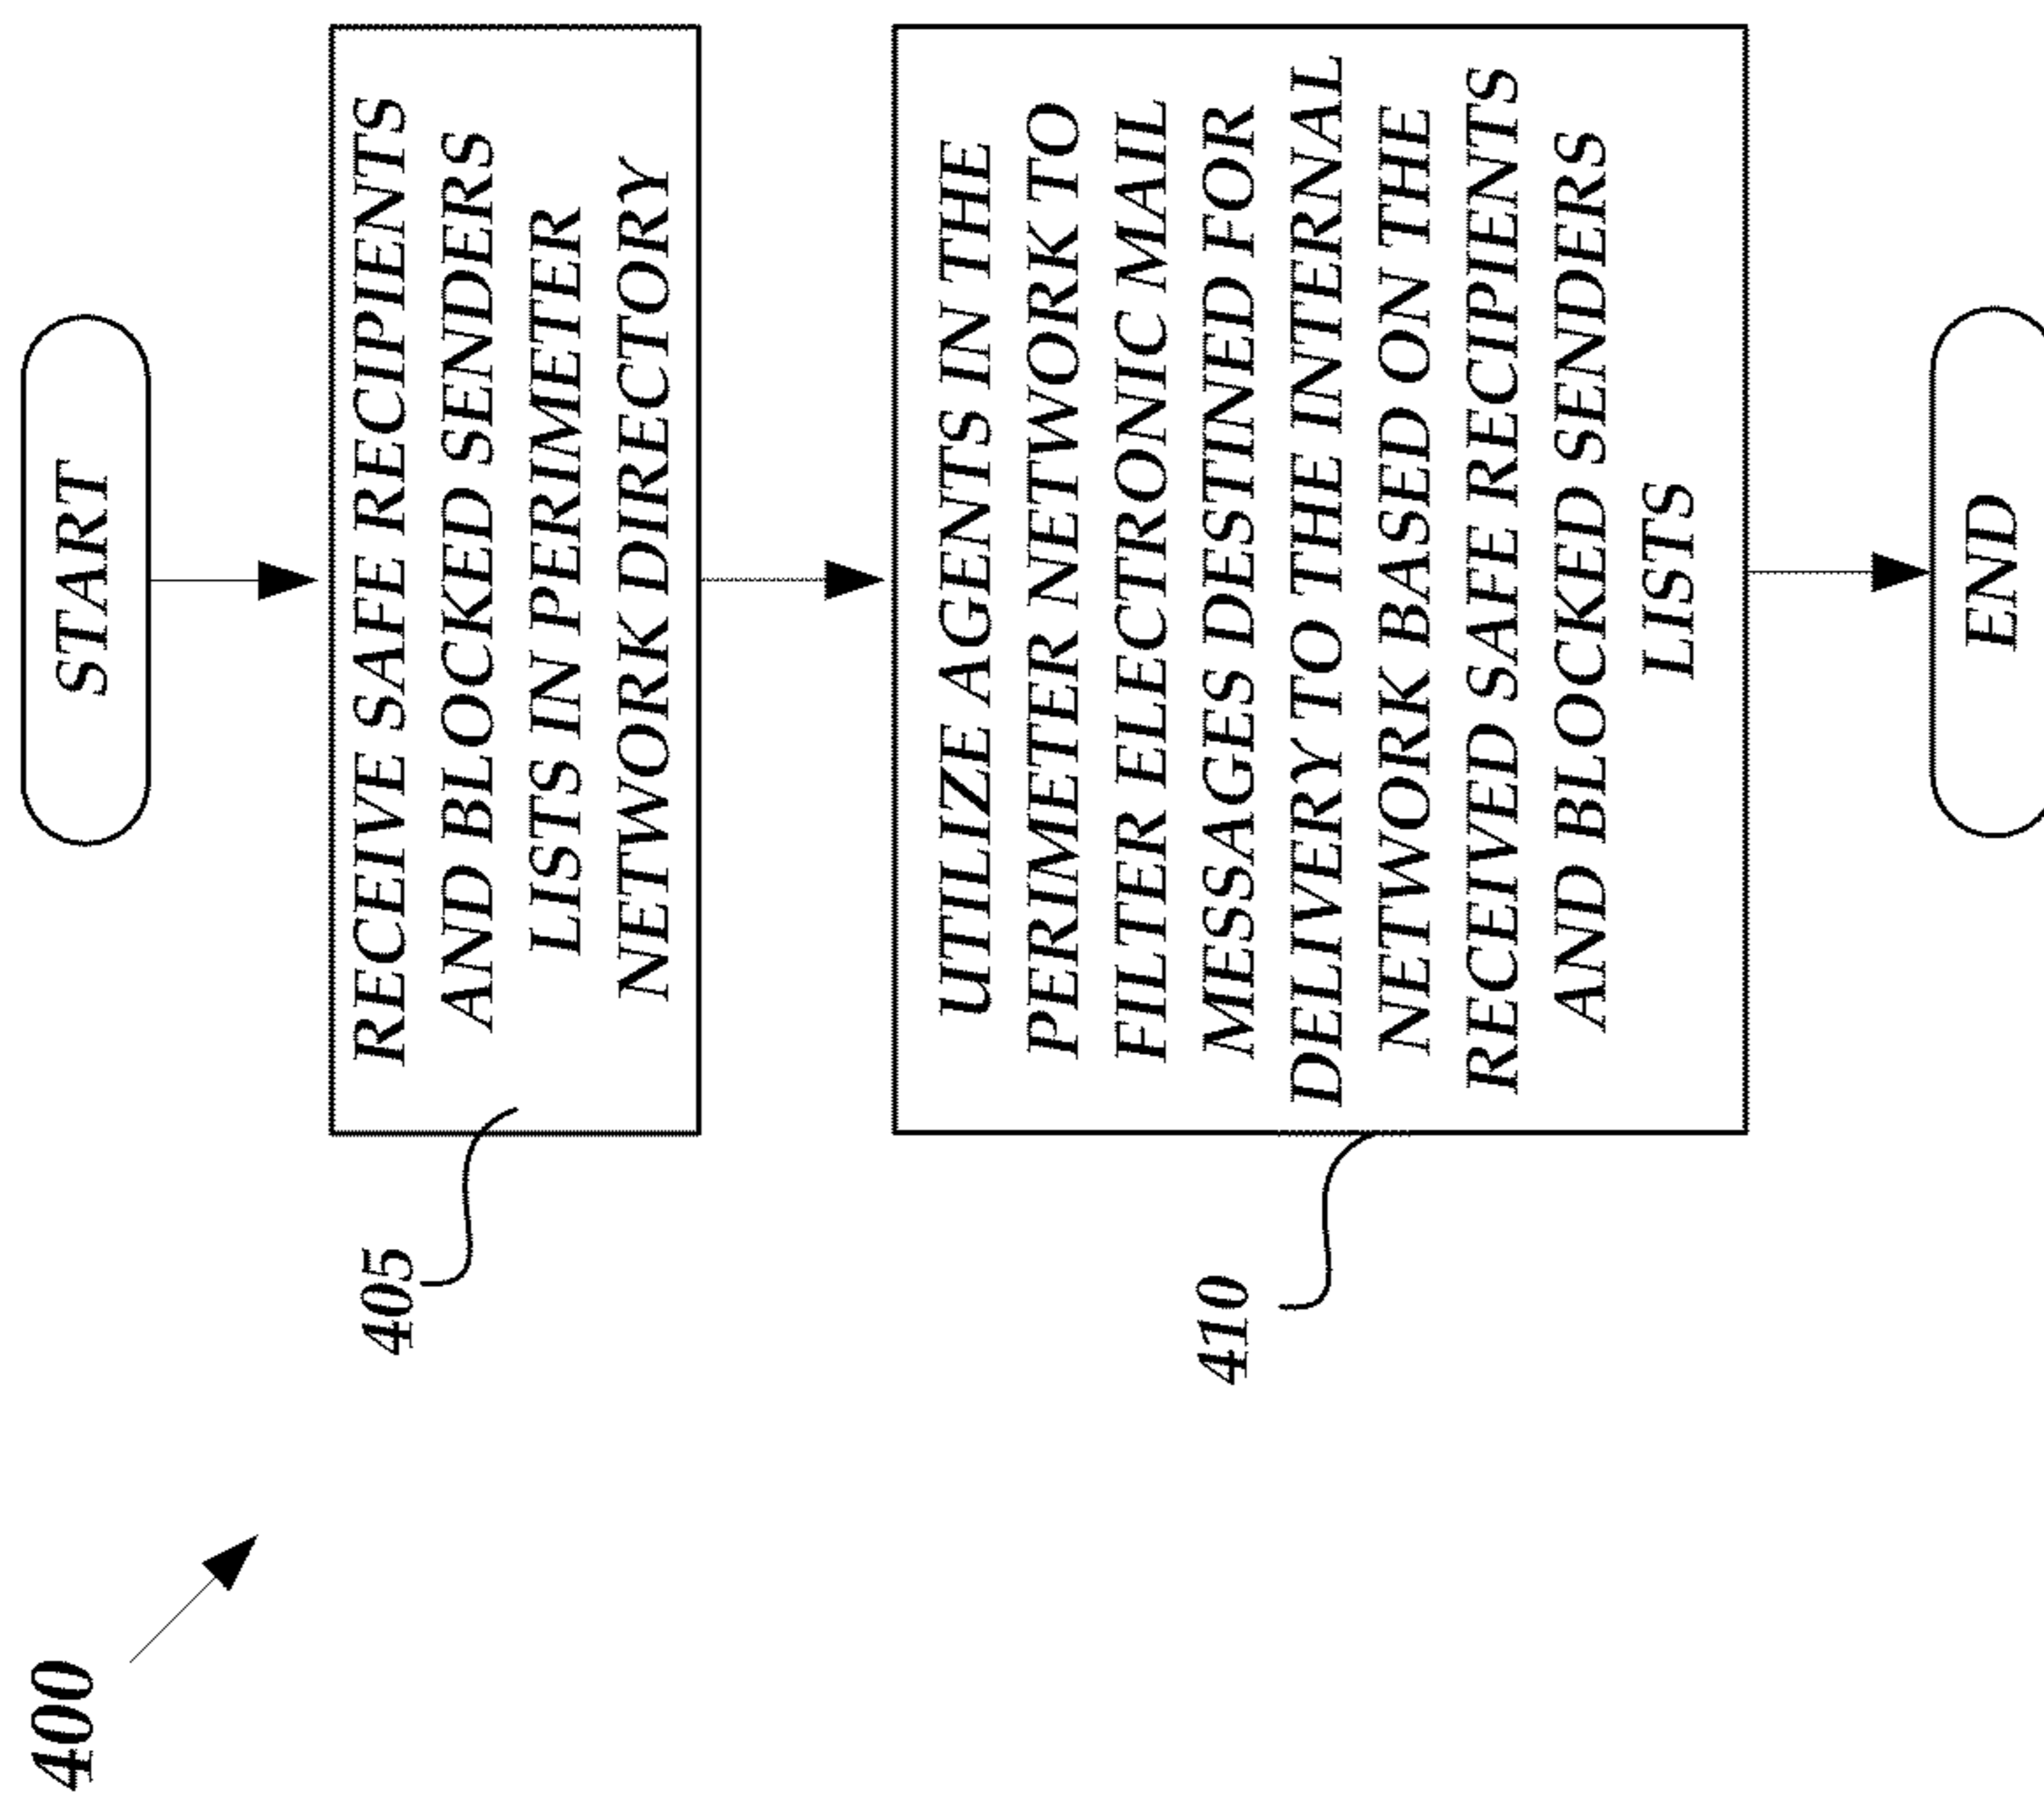 400
START
405
RECEIVE SAFE RECIPIENTS
AND BLOCKED SENDERS
LISTS IN PERIMETER
NETWORK DIRECTORY
410
UTILIZE AGENTS IN THE
PERIMETER NETWORK TO
FILTER ELECTRONIC MAIL
MESSAGES DESTINED FOR
DELIVERY TO THE INTERNAL
NETWORK BASED ON THE
RECEIVED SAFE RECIPIENTS
AND BLOCKED SENDERS
LISTS
END